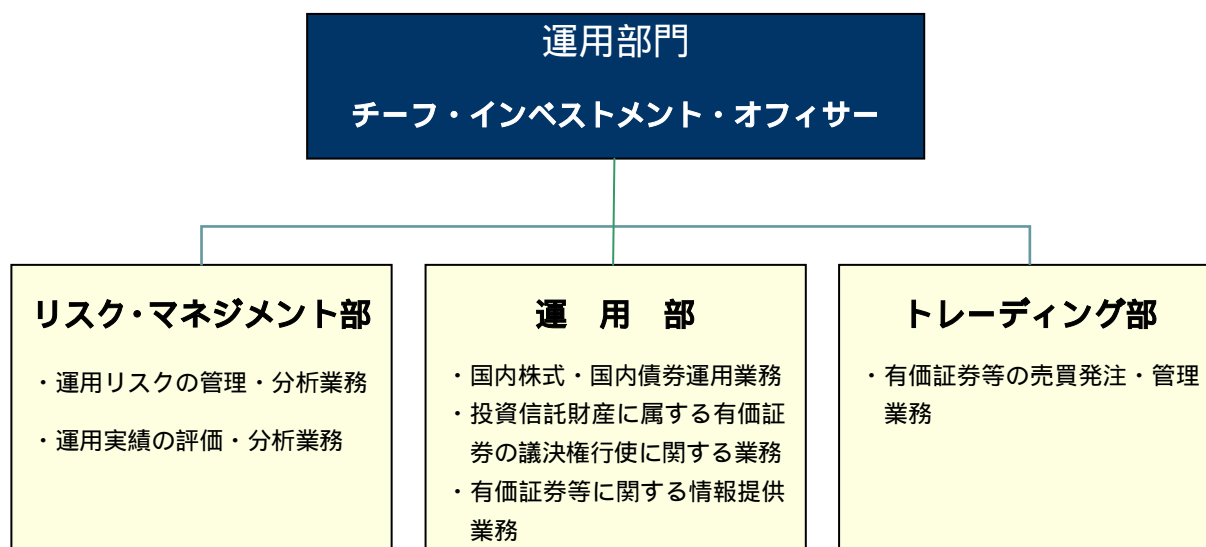 運用部門
チーフ・インベストメント・オフィサー
リスク・マネジメント部
・運用リスクの管理・分析業務
・運用実績の評価・分析業務
運 用 部
・国内株式・国内債券運用業務
・投資信託財産に属する有価証
券の議決権行使に関する業務
・有価証券等に関する情報提供
業務
トレーディング部
・有価証券等の売買発注・管理
業務